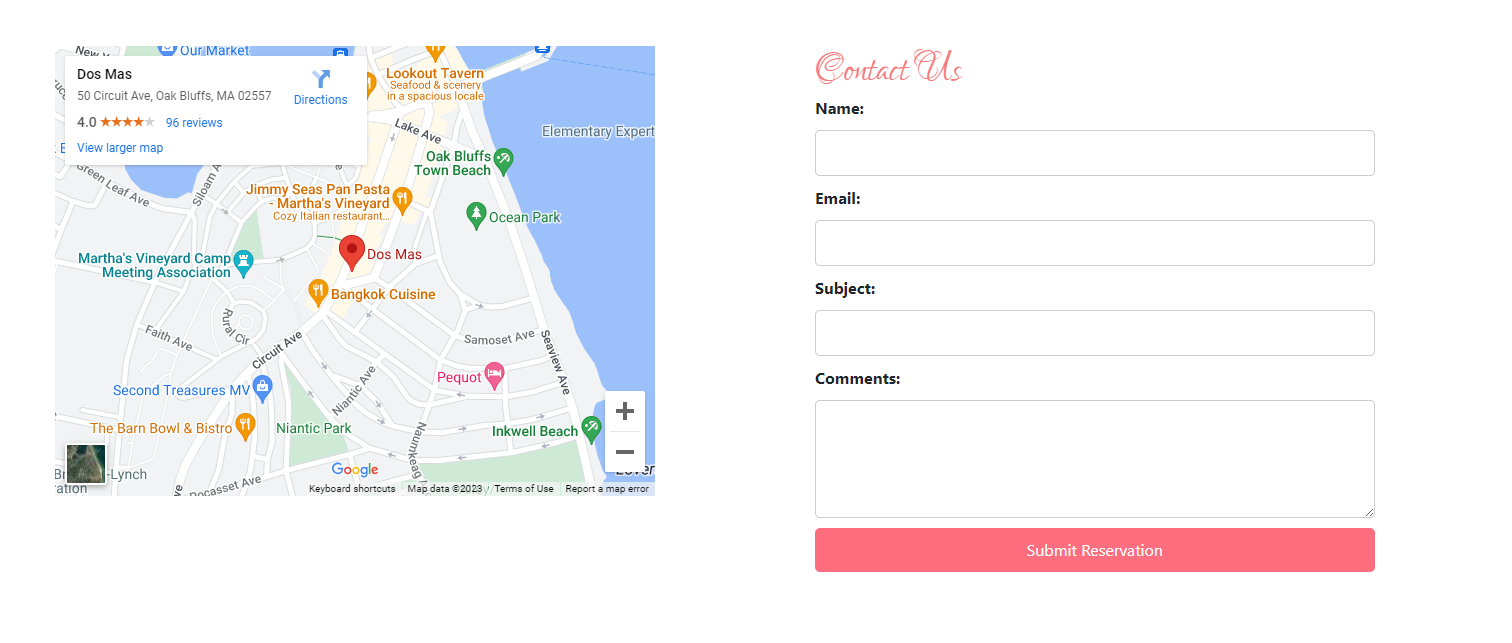 New
Our Market
Dos Mas
50 Circuit Ave, Oak Bluffs, MA 02557
Directions
4.0
96 reviews
View larger map
Lookout Tavern
Seafood & scenery
in a spacious locale
Lake Ave
Elementary Expert
Oak Bluffs
Town Beach
Green Leaf Ave
Siloam A
Jimmy Seas Pan Pasta
- Martha's Vineyard
Cozy Italian restaurant...
Ocean Park
Dos Mas
Martha's Vineyard Camp
Meeting Association
Bangkok Cuisine
Rural Cir
Faith Ave
Circuit Ave
Samoset Ave
Seaview Ave
Pequot
Second Treasures MV
Niantic Ave
The Barn Bowl & Bistro
Niantic Park
Inkwell Beach
Naumkeag
-Lynch
ation
Pocasset Ave
Google
Keyboard shortcuts
Map data ©2023
Terms of Use
Report a map error
Contact Us
Name:
Email:
Subject:
Comments:
Submit Reservation